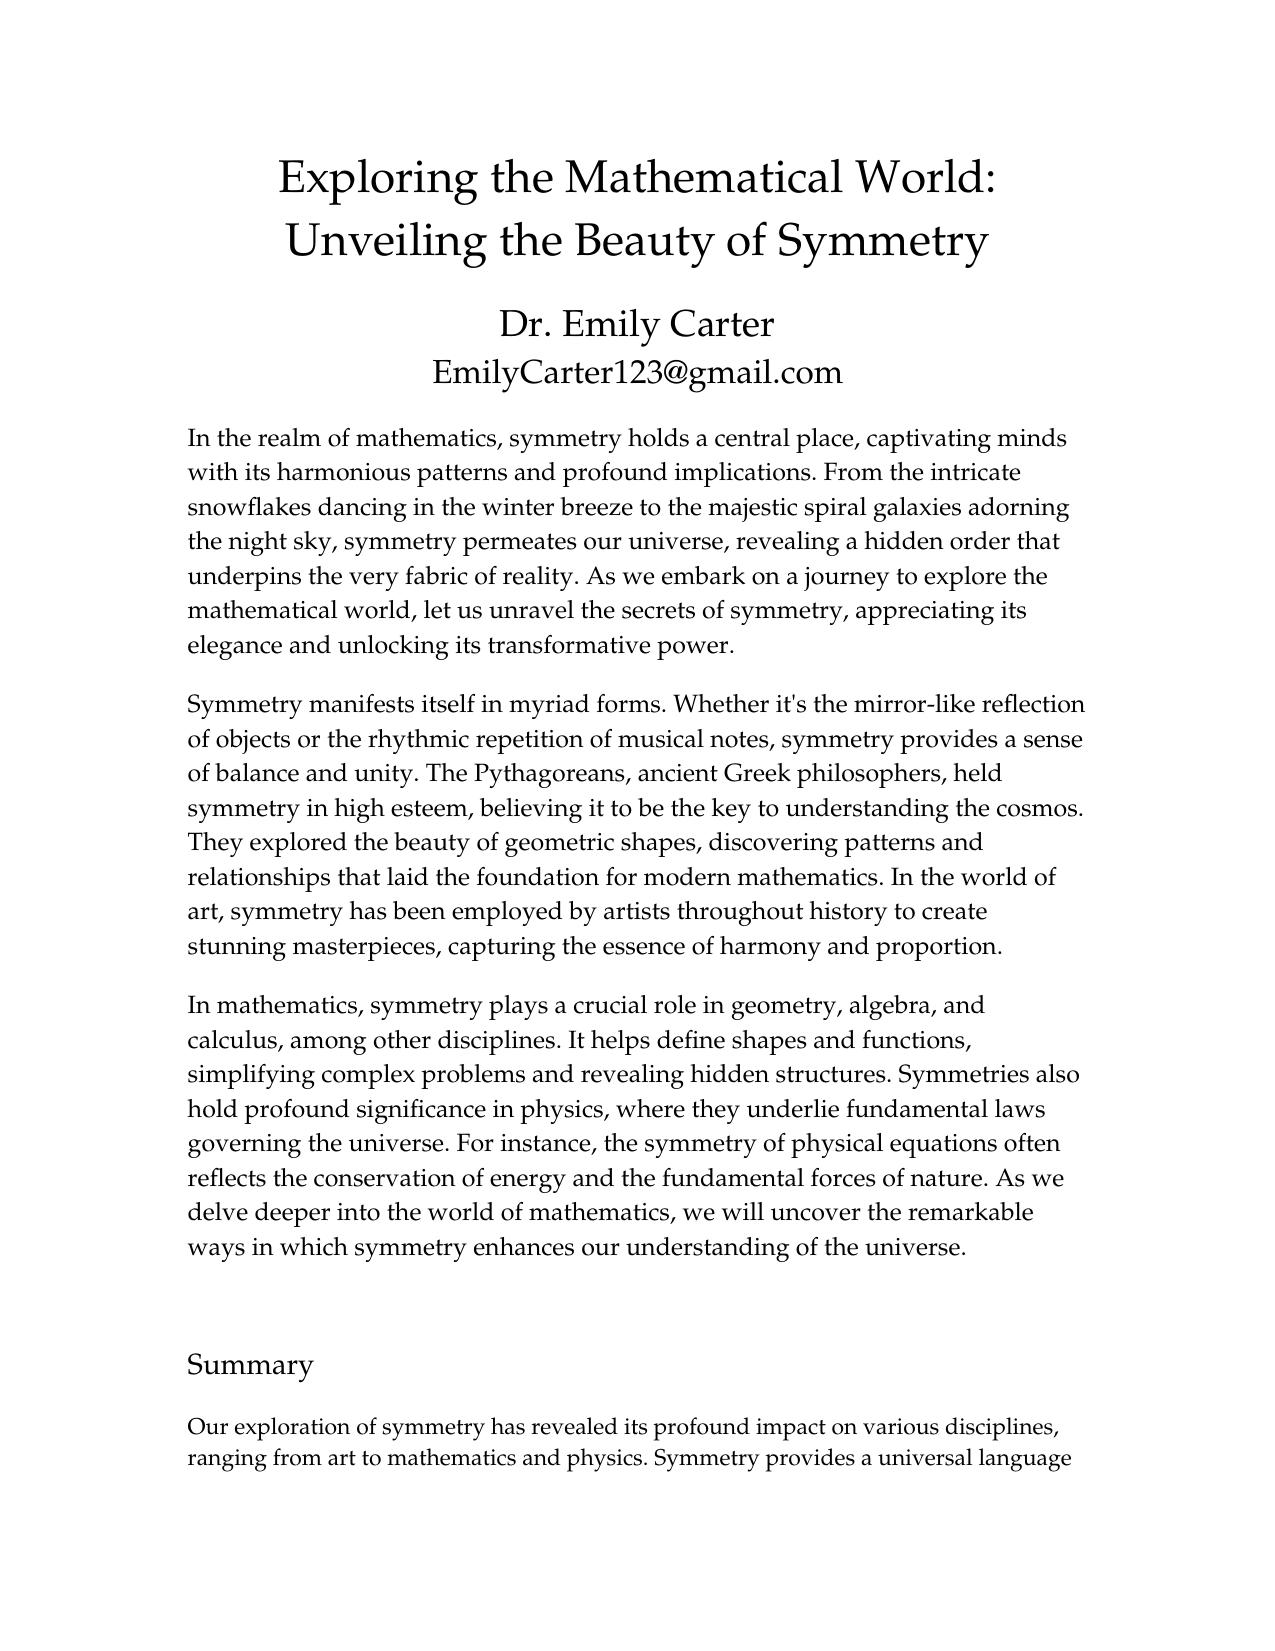 Exploring the Mathematical World:
Unveiling the Beauty of Symmetry
Dr. Emily Carter
EmilyCarter123@gmail.com
In the realm of mathematics, symmetry holds a central place, captivating minds
with its harmonious patterns and profound implications. From the intricate
snowflakes dancing in the winter breeze to the majestic spiral galaxies adorning
the night sky, symmetry permeates our universe, revealing a hidden order that
underpins the very fabric of reality. As we embark on a journey to explore the
mathematical world, let us unravel the secrets of symmetry, appreciating its
elegance and unlocking its transformative power.
Symmetry manifests itself in myriad forms. Whether it's the mirror-like reflection
of objects or the rhythmic repetition of musical notes, symmetry provides a sense
of balance and unity. The Pythagoreans, ancient Greek philosophers, held
symmetry in high esteem, believing it to be the key to understanding the cosmos.
They explored the beauty of geometric shapes, discovering patterns and
relationships that laid the foundation for modern mathematics. In the world of
art, symmetry has been employed by artists throughout history to create
stunning masterpieces, capturing the essence of harmony and proportion.
In mathematics, symmetry plays a crucial role in geometry, algebra, and
calculus, among other disciplines. It helps define shapes and functions,
simplifying complex problems and revealing hidden structures. Symmetries also
hold profound significance in physics, where they underlie fundamental laws
governing the universe. For instance, the symmetry of physical equations often
reflects the conservation of energy and the fundamental forces of nature. As we
delve deeper into the world of mathematics, we will uncover the remarkable
ways in which symmetry enhances our understanding of the universe.
Summary
Our exploration of symmetry has revealed its profound impact on various disciplines,
ranging from art to mathematics and physics. Symmetry provides a universal language